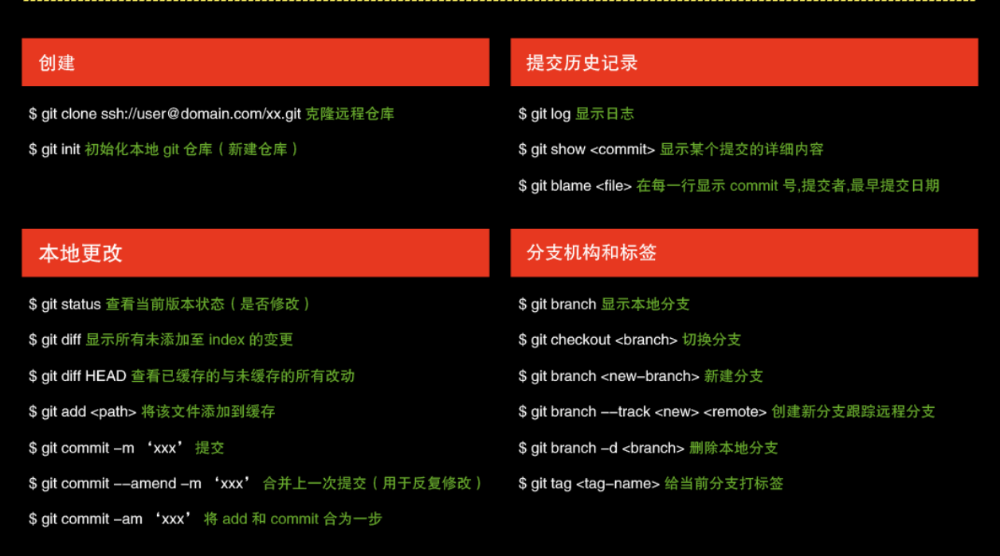 创建
$ git clone ssh://user@domain.com/xx.git 克隆远程仓库
$ git init 初始化本地 git 仓库（新建仓库）
提交历史记录
$ git log 显示日志
$ git show <commit> 显示某个提交的详细内容
$ git blame <file> 在每一行显示 commit 号,提交者,最早提交日期
本地更改
$ git status 查看当前版本状态（是否修改）
$ git diff 显示所有未添加至 index 的变更
$ git diff HEAD 查看已缓存的与未缓存的所有改动
$ git add <path> 将该文件添加到缓存
$ git commit –m ‘xxx’ 提交
$ git commit ––amend –m ‘xxx’ 合并上一次提交（用于反复修改）
$ git commit –am ‘xxx’ 将 add 和 commit 合为一步
分支机构和标签
$ git branch 显示本地分支
$ git checkout <branch> 切换分支
$ git branch <new–branch> 新建分支
$ git branch ––track <new> <remote> 创建新分支跟踪远程分支
$ git branch –d <branch> 删除本地分支
$ git tag <tag–name> 给当前分支打标签